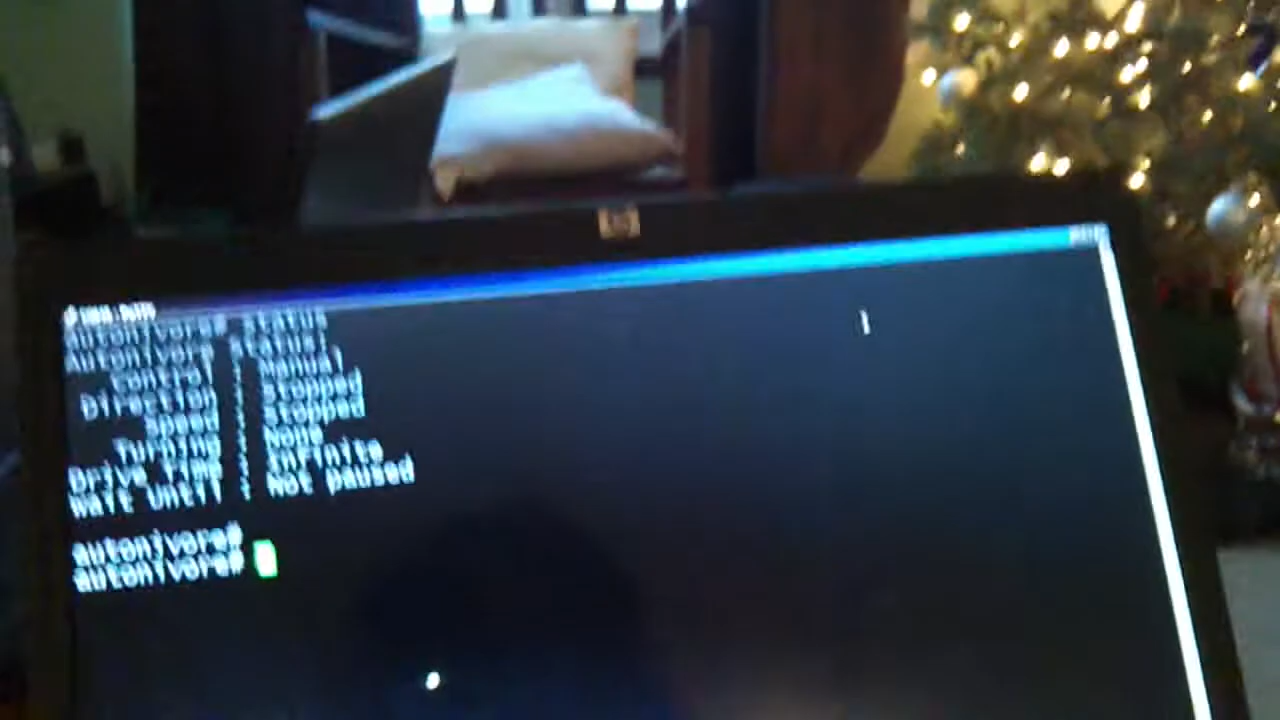 hp
autonivore# status
Autonivore Status:
Control : Manual
Direction : Stopped
Speed : Stopped
Turning : None
Drive Time : Infinite
Wait Until : Not paused
autonivore#
autonivore#